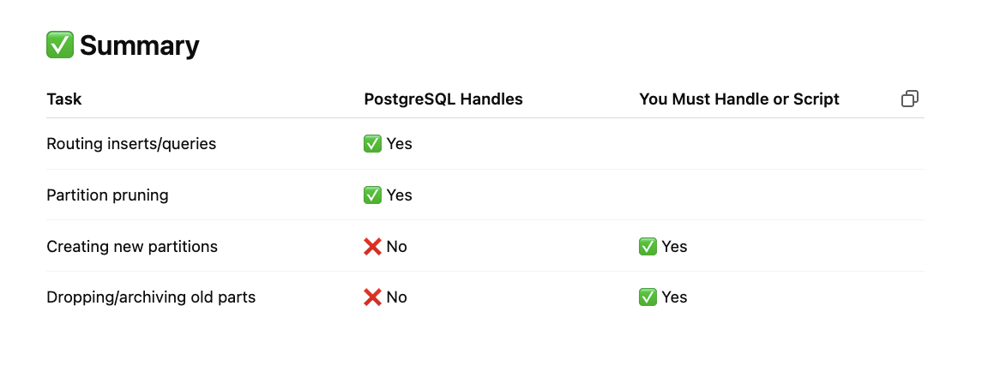 ✅ Summary
Task PostgreSQL Handles You Must Handle or Script
Routing inserts/queries ✅ Yes
Partition pruning ✅ Yes
Creating new partitions ❌ No ✅ Yes
Dropping/archiving old parts ❌ No ✅ Yes